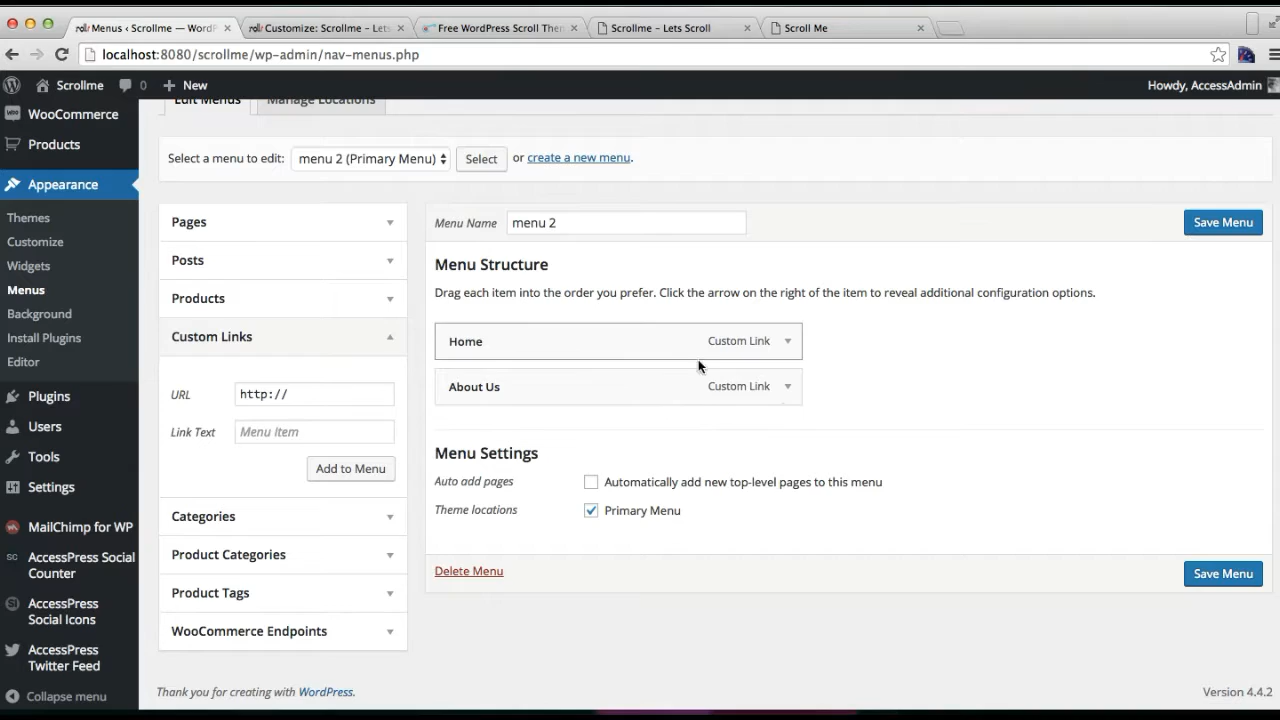 Menus ‹ Scrollme — WordP
Customize: Scrollme – Lets
Free WordPress Scroll Them
Scrollme – Lets Scroll
Scroll Me
localhost:8080/scrollme/wp-admin/nav-menus.php
Scrollme
0
New
Howdy, AccessAdmin
WooCommerce
Products
Appearance
Themes
Customize
Widgets
Menus
Background
Install Plugins
Editor
Plugins
Users
Tools
Settings
MailChimp for WP
AccessPress Social
Counter
AccessPress
Social Icons
AccessPress
Twitter Feed
Collapse menu
Edit Menus
Manage Locations
Select a menu to edit:
menu 2 (Primary Menu)
Select
or create a new menu.
Pages
Posts
Products
Custom Links
URL
http://
Link Text
Menu Item
Add to Menu
Categories
Product Categories
Product Tags
WooCommerce Endpoints
Menu Name
menu 2
Save Menu
Menu Structure
Drag each item into the order you prefer. Click the arrow on the right of the item to reveal additional configuration options.
Home
Custom Link
About Us
Custom Link
Menu Settings
Auto add pages
Automatically add new top-level pages to this menu
Theme locations
Primary Menu
Delete Menu
Save Menu
Thank you for creating with WordPress.
Version 4.4.2